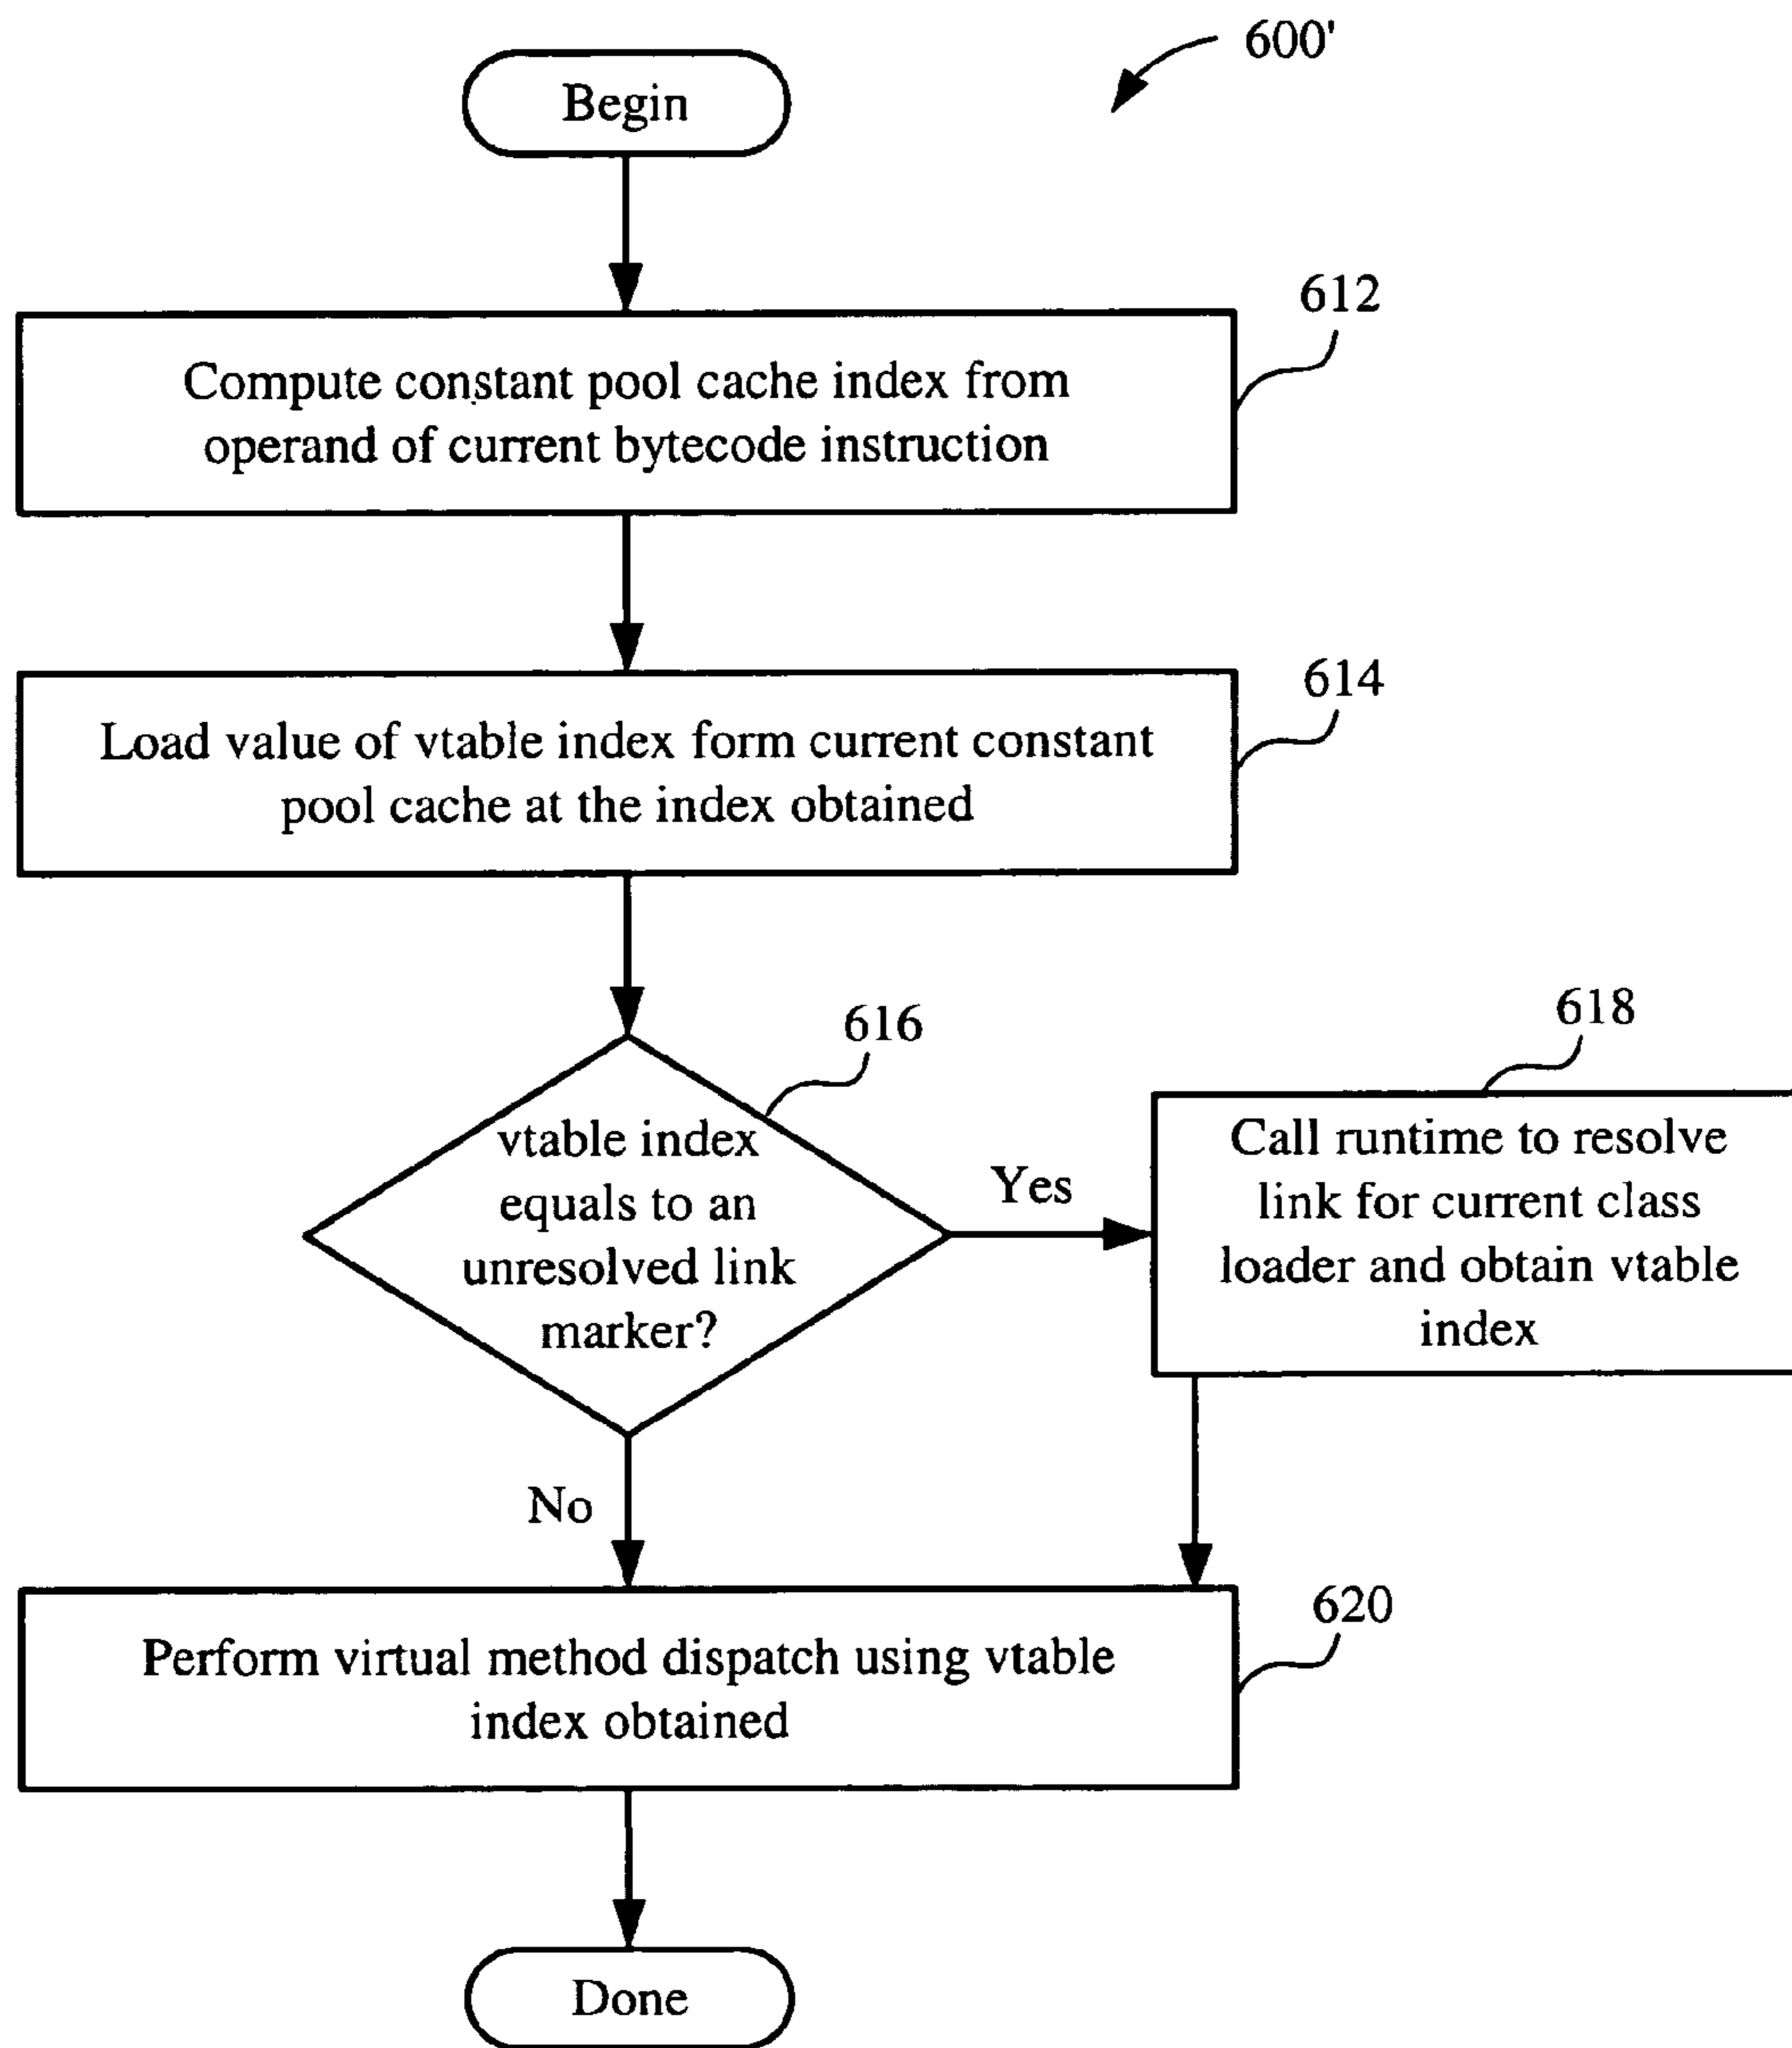 600'
Begin
612
Compute constant pool cache index from
operand of current bytecode instruction
614
Load value of vtable index form current constant
pool cache at the index obtained
616
vtable index
equals to an
unresolved link
marker?
Yes
618
Call runtime to resolve
link for current class
loader and obtain vtable
index
No
620
Perform virtual method dispatch using vtable
index obtained
Done